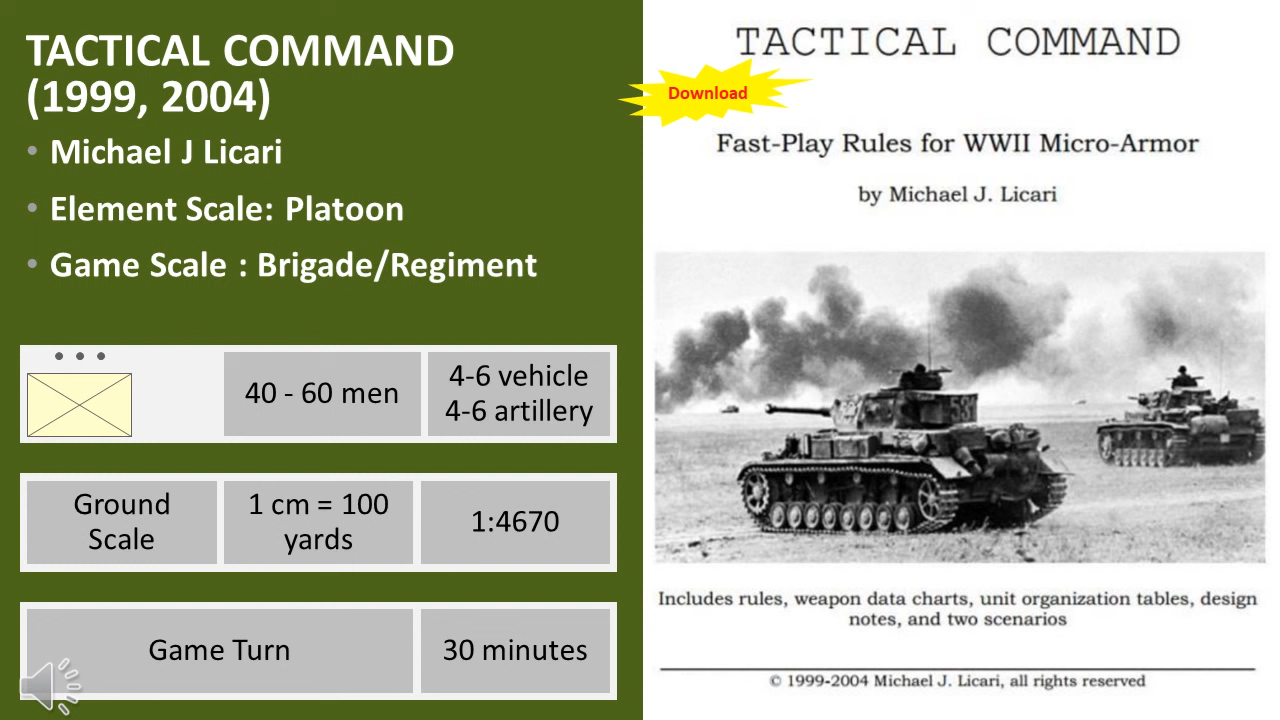 TACTICAL COMMAND
(1999, 2004)
• Michael J Licari
• Element Scale: Platoon
• Game Scale : Brigade/Regiment
40 - 60 men
4-6 vehicle
4-6 artillery
Ground
Scale
1 cm = 100
yards
1:4670
Game Turn
30 minutes
TACTICAL COMMAND
Download
Fast-Play Rules for WWII Micro-Armor
by Michael J. Licari
Includes rules, weapon data charts, unit organization tables, design
notes, and two scenarios
© 1999-2004 Michael J. Licari, all rights reserved